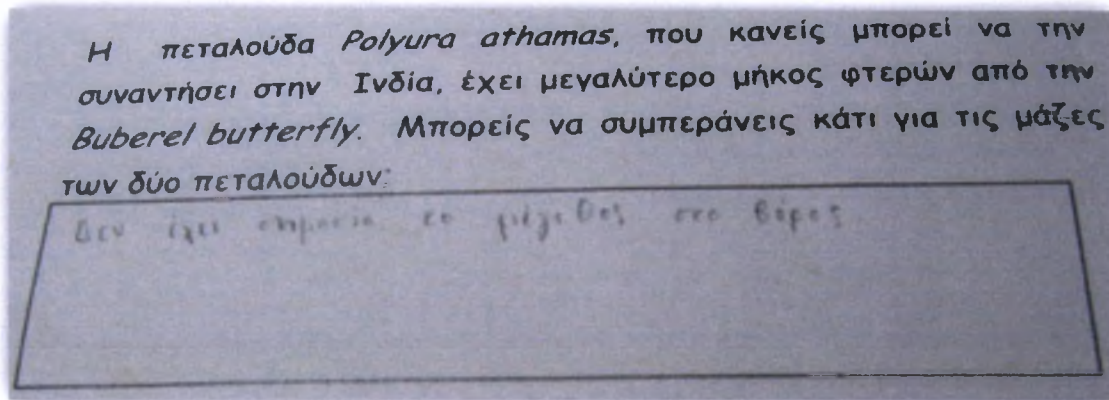 Η πεταλούδα Polyura athamas, που κανείς μπορεί να την
συναντήσει στην Ινδία, έχει μεγαλύτερο μήκος φτερών από την
Buberel butterfly. Μπορείς να συμπεράνεις κάτι για τις μάζες
των δύο πεταλούδων;
Δεν έχει σημασία το μέγεθος στο βάρος